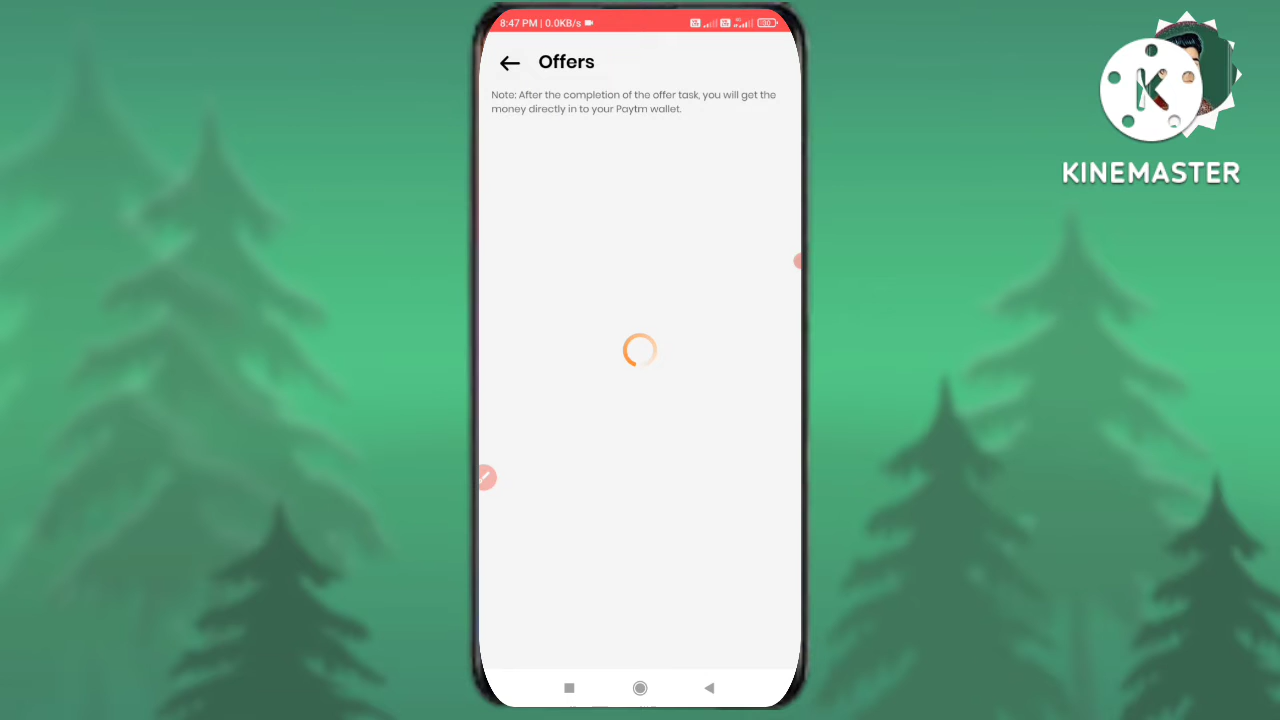 8:47 PM | 0.0KB/s
Offers
Note: After the completion of the offer task, you will get the
money directly in to your Paytm wallet.
K
KINEMASTER